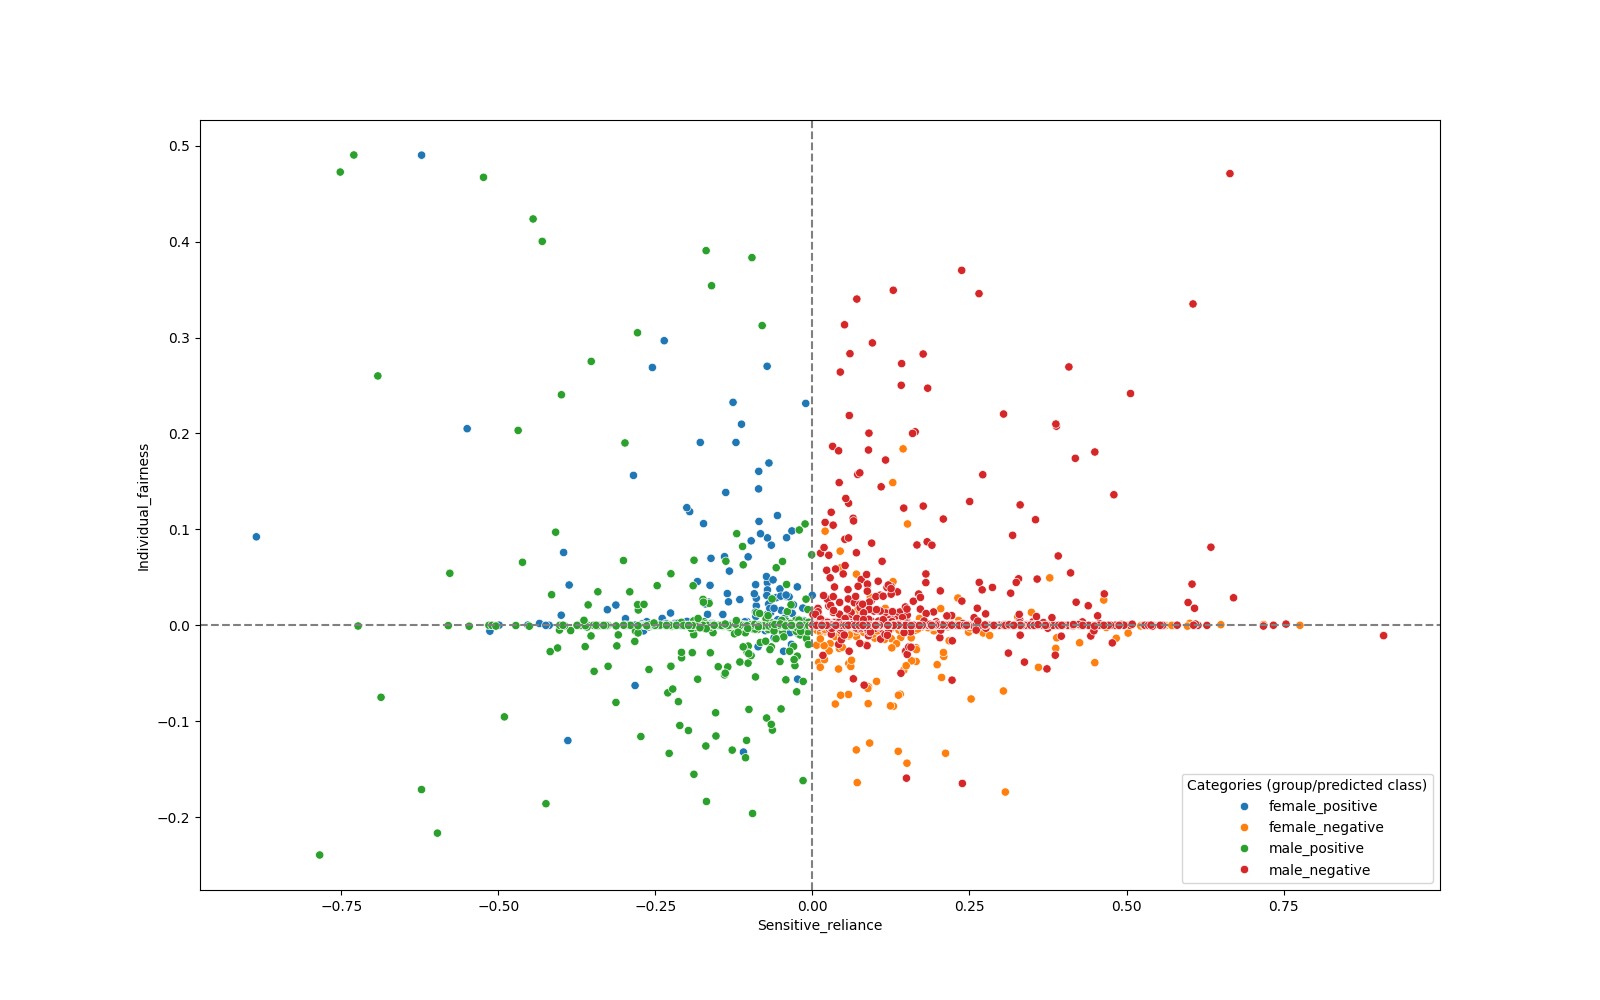 0.5
0.4
0.3
0.2
0.1
0.0
−0.1
−0.2
Individual_fairness
−0.75
−0.50
−0.25
0.00
0.25
0.50
0.75
Sensitive_reliance
Categories (group/predicted class)
female_positive
female_negative
male_positive
male_negative